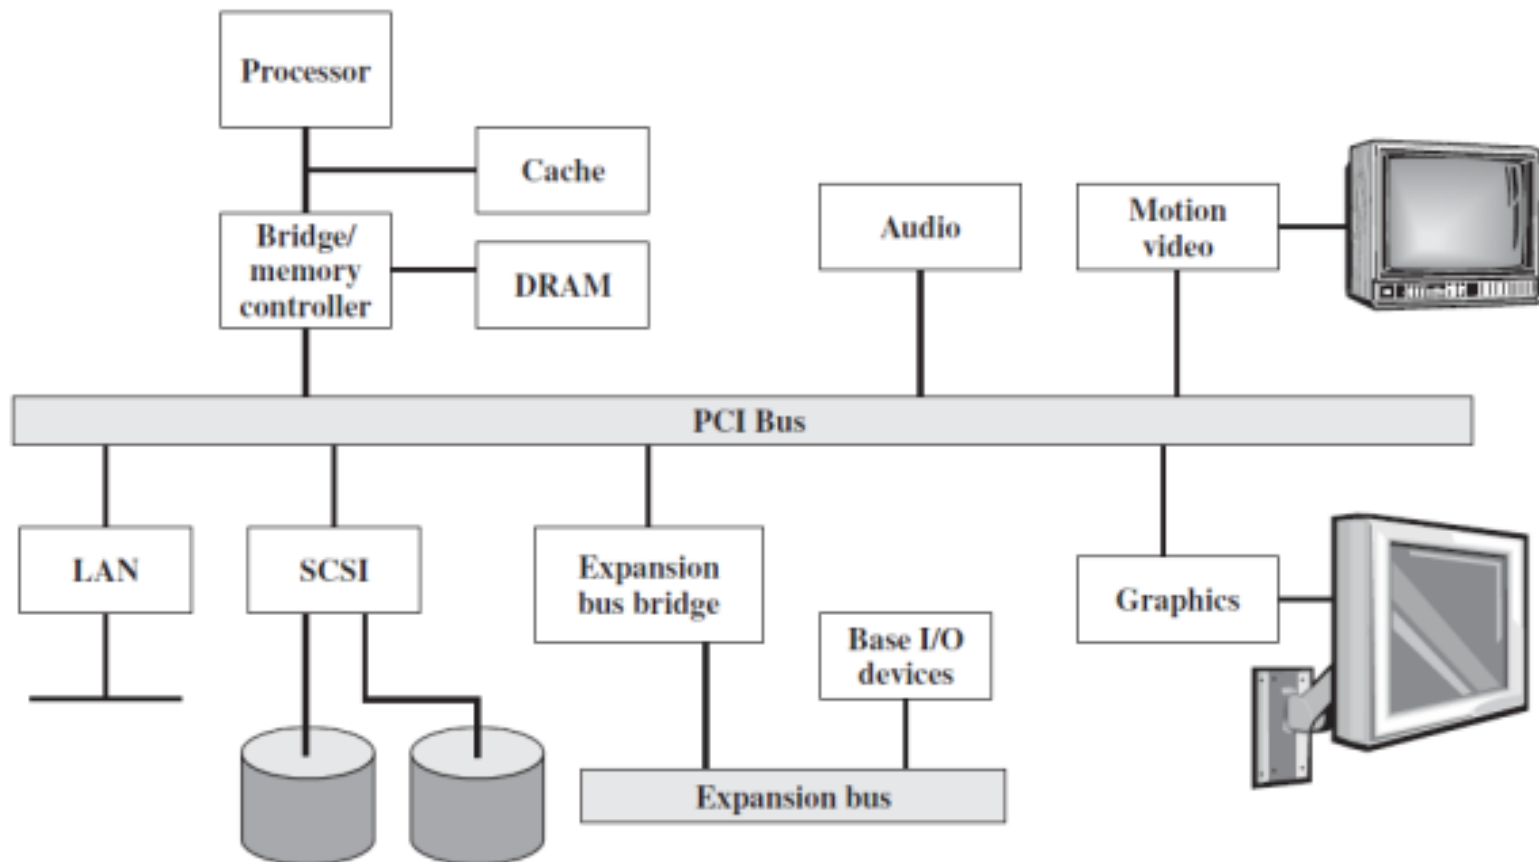 Processor
Cache
Bridge/
memory
controller
DRAM
Audio
Motion
video
PCI Bus
LAN
SCSI
Expansion
bus bridge
Base I/O
devices
Graphics
Expansion bus